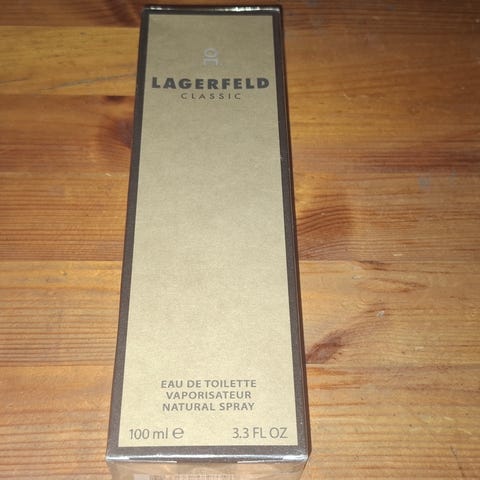 LAGERFELD
CLASSIC
EAU DE TOILETTE
VAPORISATEUR
NATURAL SPRAY
100 ml ℮ 3.3 FL OZ